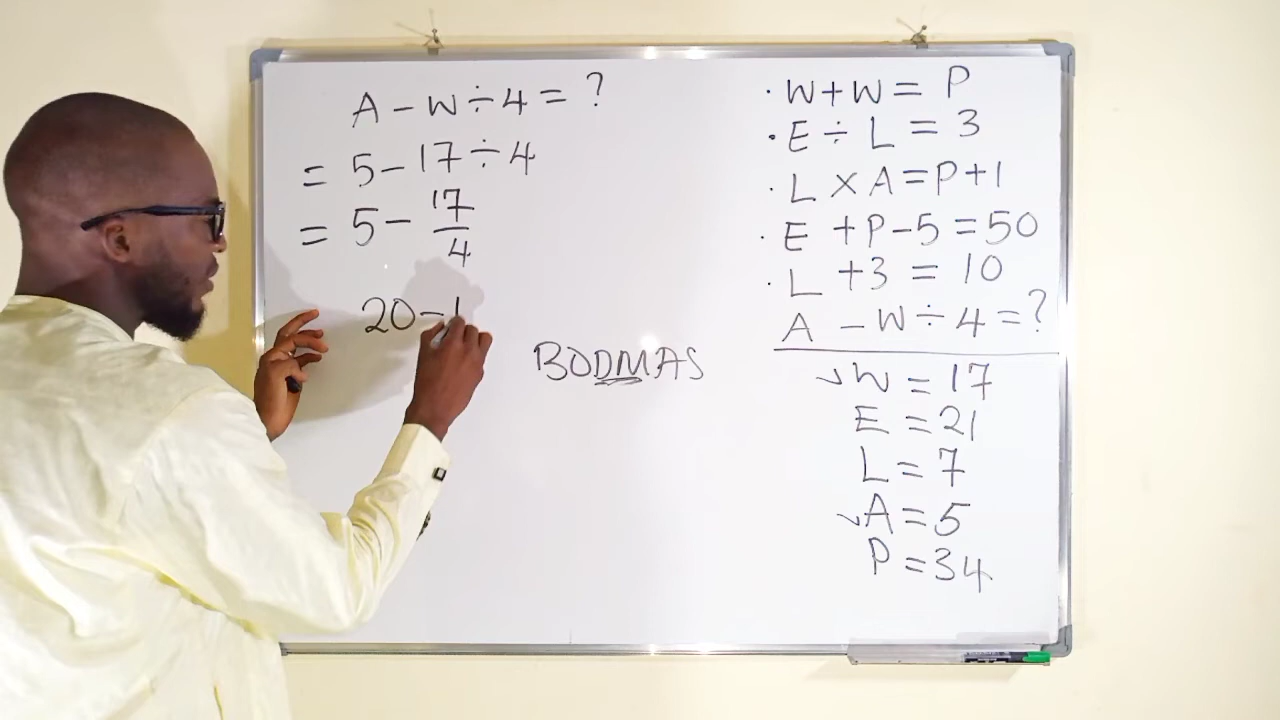 A - W ÷ 4 = ?
= 5 - 17 ÷ 4
= 5 - 17/4
20 - 1
BODMAS
· W + W = P
· E ÷ L = 3
· L × A = P + 1
· E + P - 5 = 50
· L + 3 = 10
A - W ÷ 4 = ?
✓ W = 17
E = 21
L = 7
✓ A = 5
P = 34